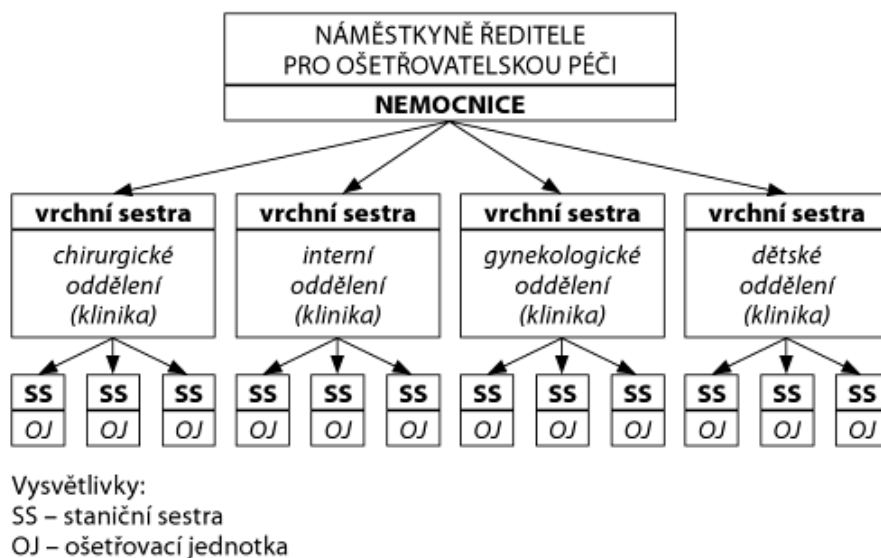 NÁMĚSTKYNĚ ŘEDITELE
PRO OŠETŘOVATELSKOU PÉČI
NEMOCNICE
vrchní sestra
chirurgické
oddělení
(klinika)
vrchní sestra
interní
oddělení
(klinika)
vrchní sestra
gynekologické
oddělení
(klinika)
vrchní sestra
dětské
oddělení
(klinika)
SS SS SS SS SS SS SS SS SS SS SS SS
OJ OJ OJ OJ OJ OJ OJ OJ OJ OJ OJ OJ
Vysvětlivky:
SS – staniční sestra
OJ – ošetřovací jednotka